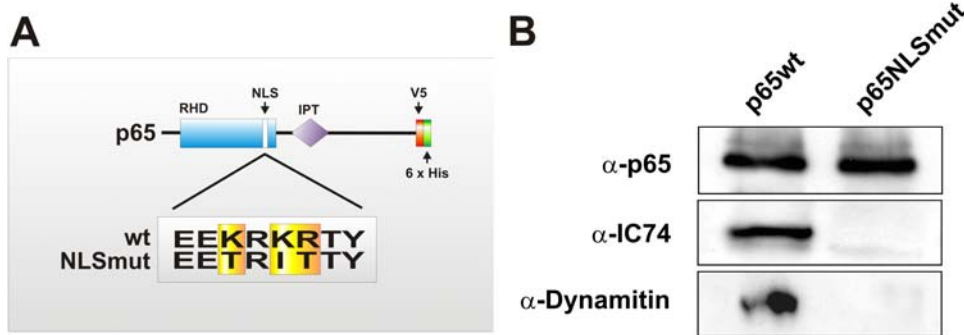 A
RHD
NLS
IPT
V5
p65
6 x His
wt EEKRKRTY
NLSmut EETRITTY
B
p65wt
p65NLSmut
α-p65
α-IC74
α-Dynamitin